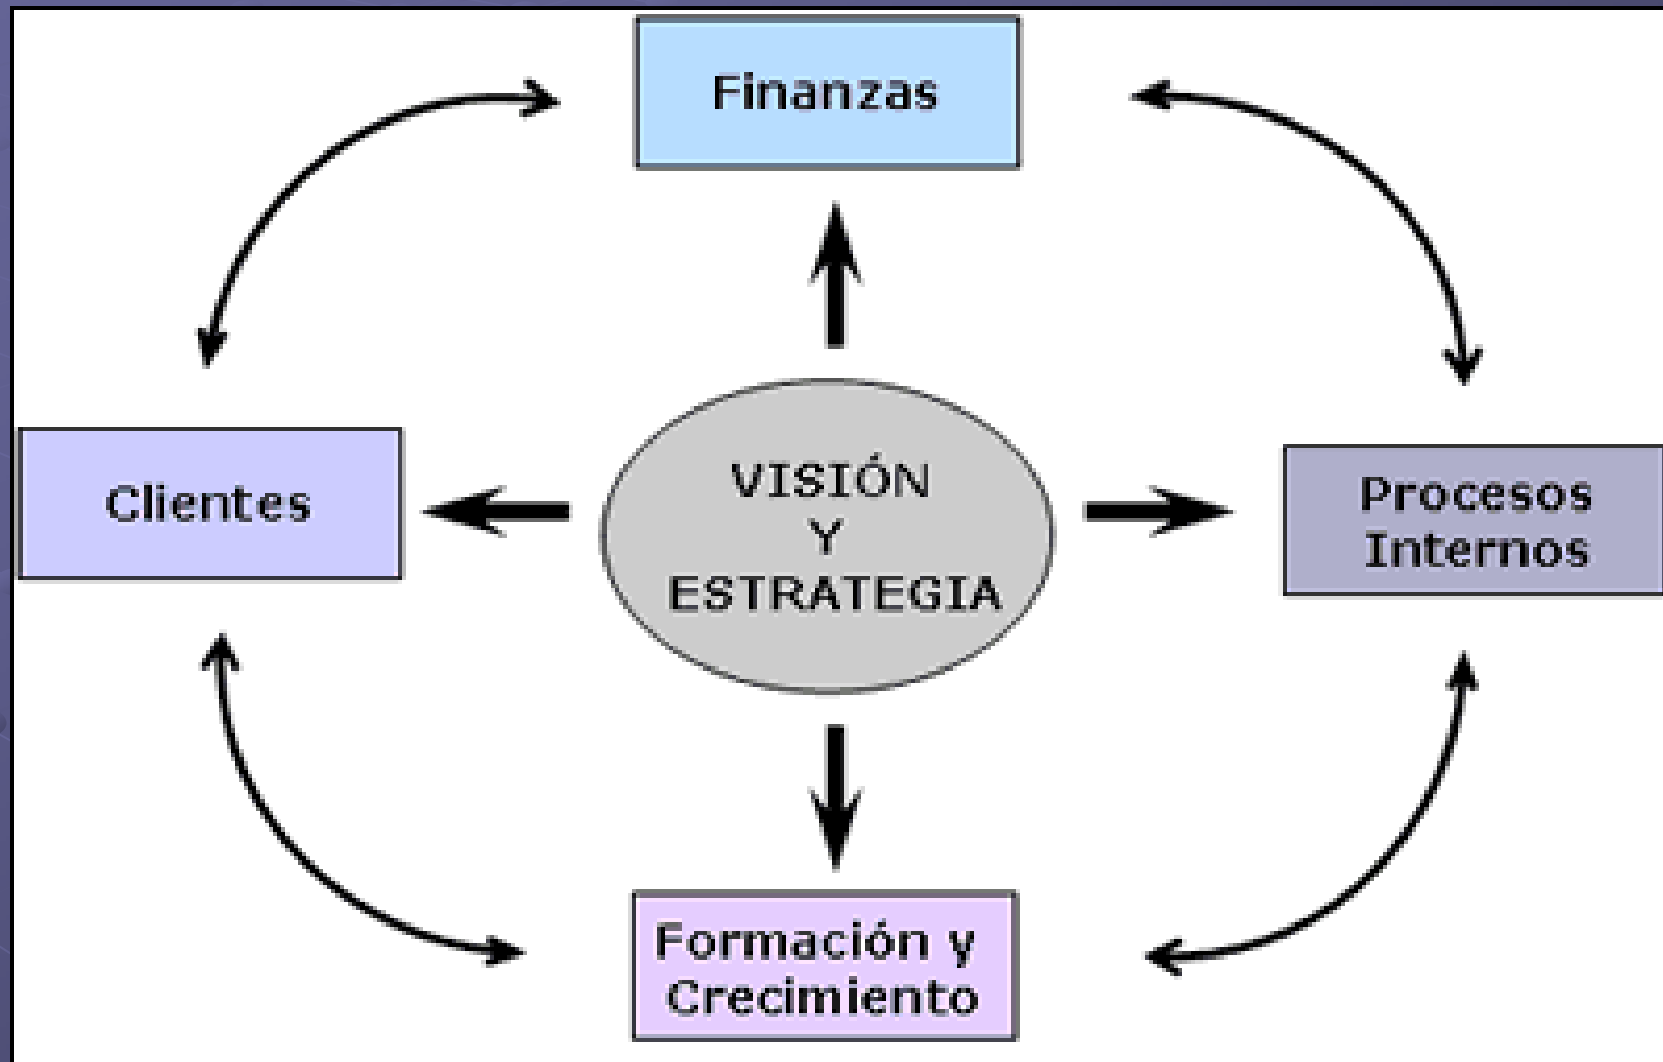 Finanzas
Clientes
VISIÓN
Y
ESTRATEGIA
Procesos
Internos
Formación y
Crecimiento